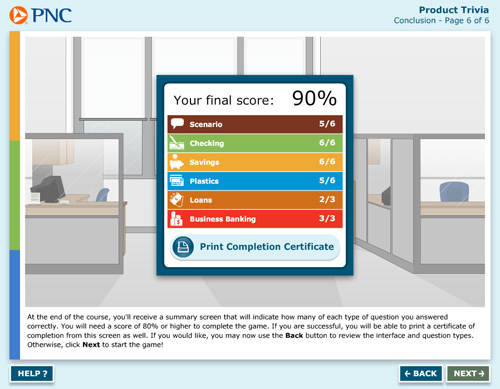 PNC
Product Trivia
Conclusion - Page 6 of 6
Your final score: 90%
Scenario 5/6
Checking 6/6
Savings 6/6
Plastics 5/6
Loans 2/3
Business Banking 3/3
Print Completion Certificate
At the end of the course, you'll receive a summary screen that will indicate how many of each type of question you answered
correctly. You will need a score of 80% or higher to complete the game. If you are successful, you will be able to print a certificate of
completion from this screen as well. If you would like, you may now use the Back button to review the interface and question types.
Otherwise, click Next to start the game!
HELP ?
← BACK
NEXT →